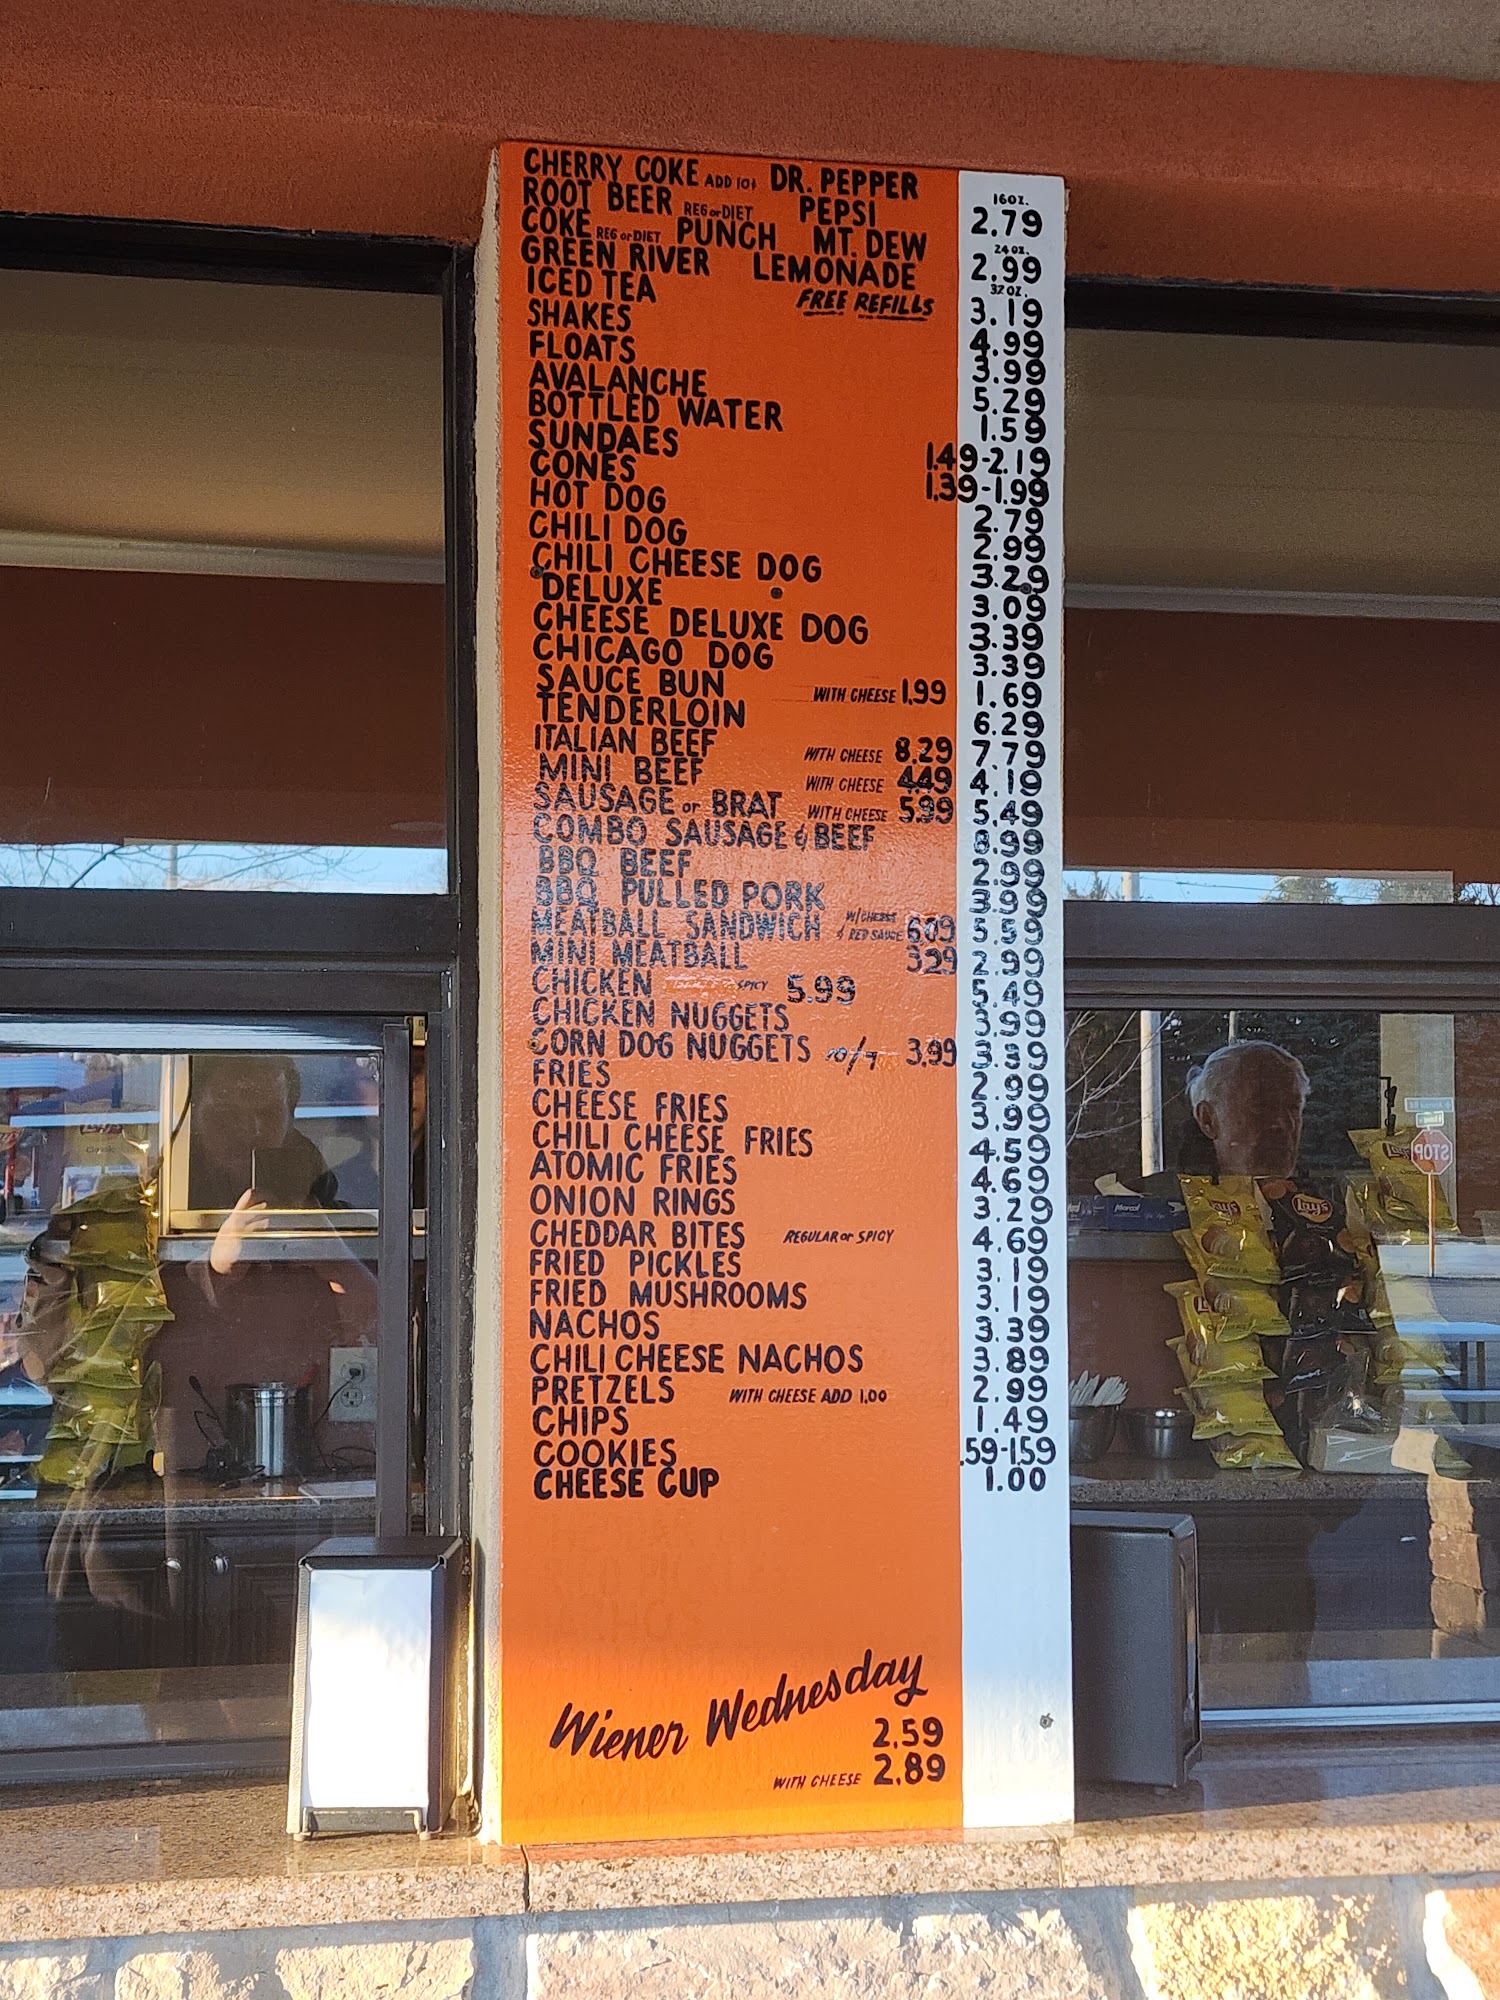 CHERRY COKE ADD 10¢ DR. PEPPER 16 OZ.
ROOT BEER REG or DIET PEPSI 2.79
COKE REG or DIET PUNCH MT. DEW 24 OZ.
GREEN RIVER LEMONADE 2.99
ICED TEA FREE REFILLS 32 OZ.
3.19
SHAKES 4.99
FLOATS 3.99
AVALANCHE 5.29
BOTTLED WATER 1.59
SUNDAES 1.49-2.19
CONES 1.39-1.99
HOT DOG 2.79
CHILI DOG 2.99
CHILI CHEESE DOG 3.29
DELUXE 3.09
CHEESE DELUXE DOG 3.39
CHICAGO DOG 3.39
SAUCE BUN WITH CHEESE 1.99 1.69
TENDERLOIN 6.29
ITALIAN BEEF WITH CHEESE 8.29 7.79
MINI BEEF WITH CHEESE 4.49 4.19
SAUSAGE or BRAT WITH CHEESE 5.99 5.49
COMBO SAUSAGE & BEEF 8.99
BBQ BEEF 2.99
BBQ PULLED PORK 3.99
MEATBALL SANDWICH W/CHEESE & RED SAUCE 6.09 5.59
MINI MEATBALL 3.29 2.99
CHICKEN SPICY 5.99 5.49
CHICKEN NUGGETS 3.99
CORN DOG NUGGETS 3.99 3.39
FRIES 2.99
CHEESE FRIES 3.99
CHILI CHEESE FRIES 4.59
ATOMIC FRIES 4.69
ONION RINGS 3.29
CHEDDAR BITES REGULAR or SPICY 4.69
FRIED PICKLES 3.19
FRIED MUSHROOMS 3.19
NACHOS 3.39
CHILI CHEESE NACHOS 3.89
PRETZELS WITH CHEESE ADD 1.00 2.99
CHIPS 1.49
COOKIES .59-1.59
CHEESE CUP 1.00
Wiener Wednesday
2.59
WITH CHEESE 2.89
Lay's
STOP